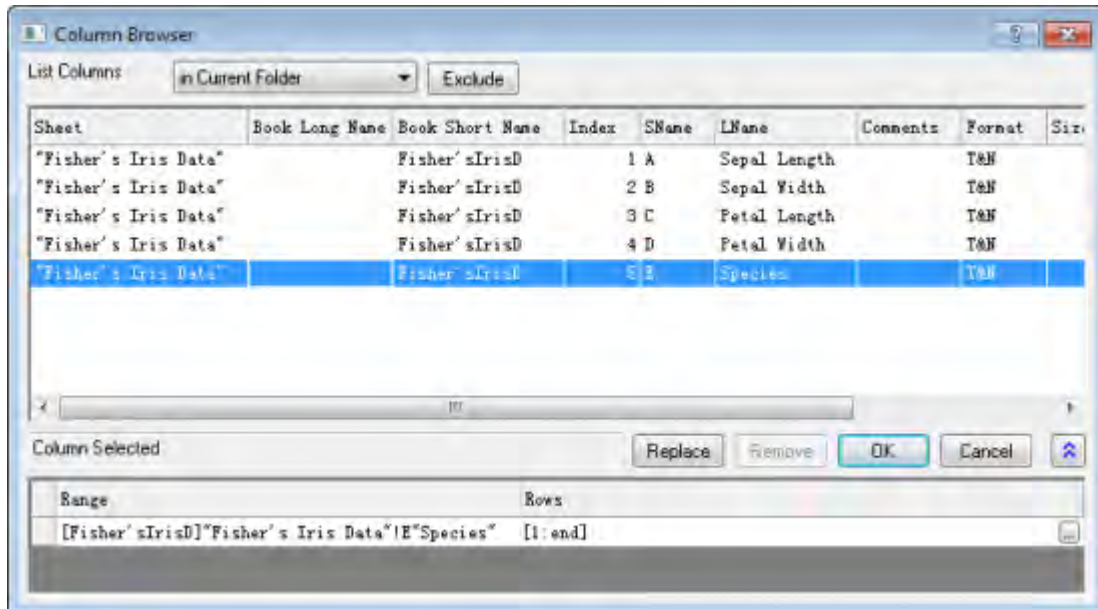 Column Browser
List Columns in Current Folder Exclude
Sheet Book Long Name Book Short Name Index SName LName Comments Format Siz
"Fisher's Iris Data" Fisher'sIrisD 1 A Sepal Length T&N
"Fisher's Iris Data" Fisher'sIrisD 2 B Sepal Width T&N
"Fisher's Iris Data" Fisher'sIrisD 3 C Petal Length T&N
"Fisher's Iris Data" Fisher'sIrisD 4 D Petal Width T&N
"Fisher's Iris Data" Fisher'sIrisD 5 E Species T&N
Column Selected Replace Remove OK Cancel
Range Rows
[Fisher'sIrisD]"Fisher's Iris Data"!E"Species" [1:end] ...